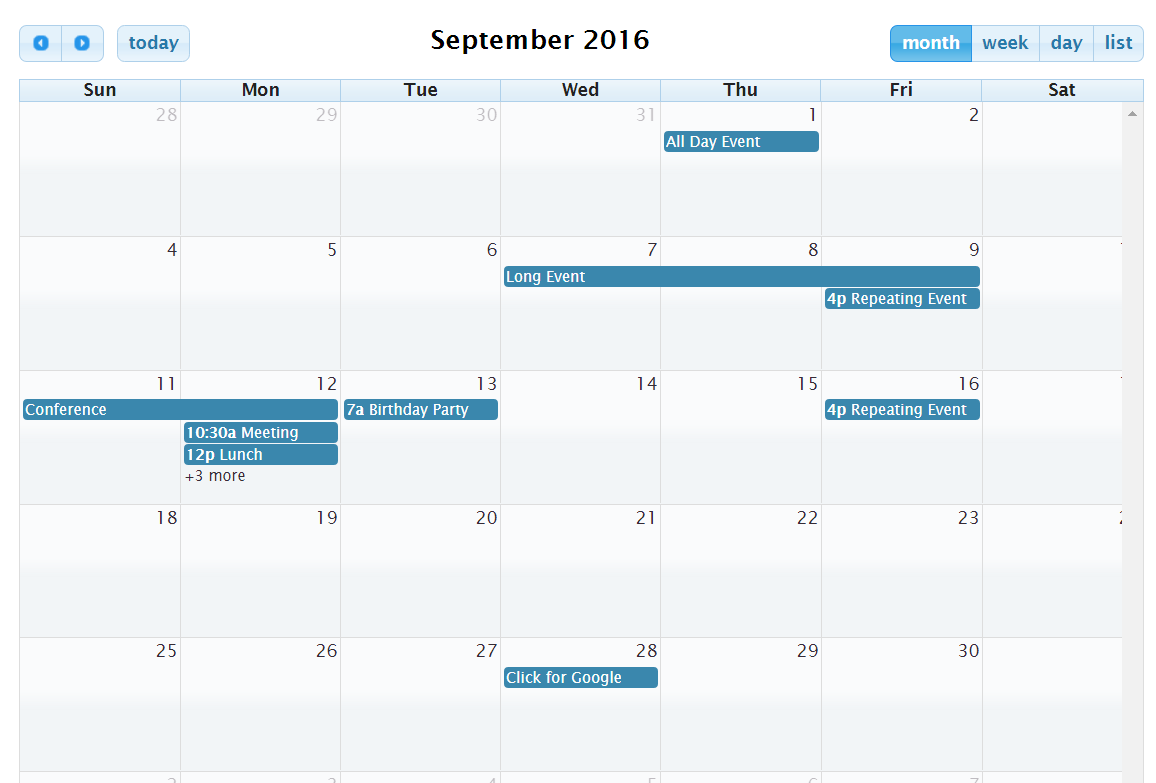 today
September 2016
month week day list
Sun Mon Tue Wed Thu Fri Sat
28 29 30 31 1 2
All Day Event
4 5 6 7 8 9
Long Event
4p Repeating Event
11 12 13 14 15 16
Conference
7a Birthday Party
4p Repeating Event
10:30a Meeting
12p Lunch
+3 more
18 19 20 21 22 23
25 26 27 28 29 30
Click for Google